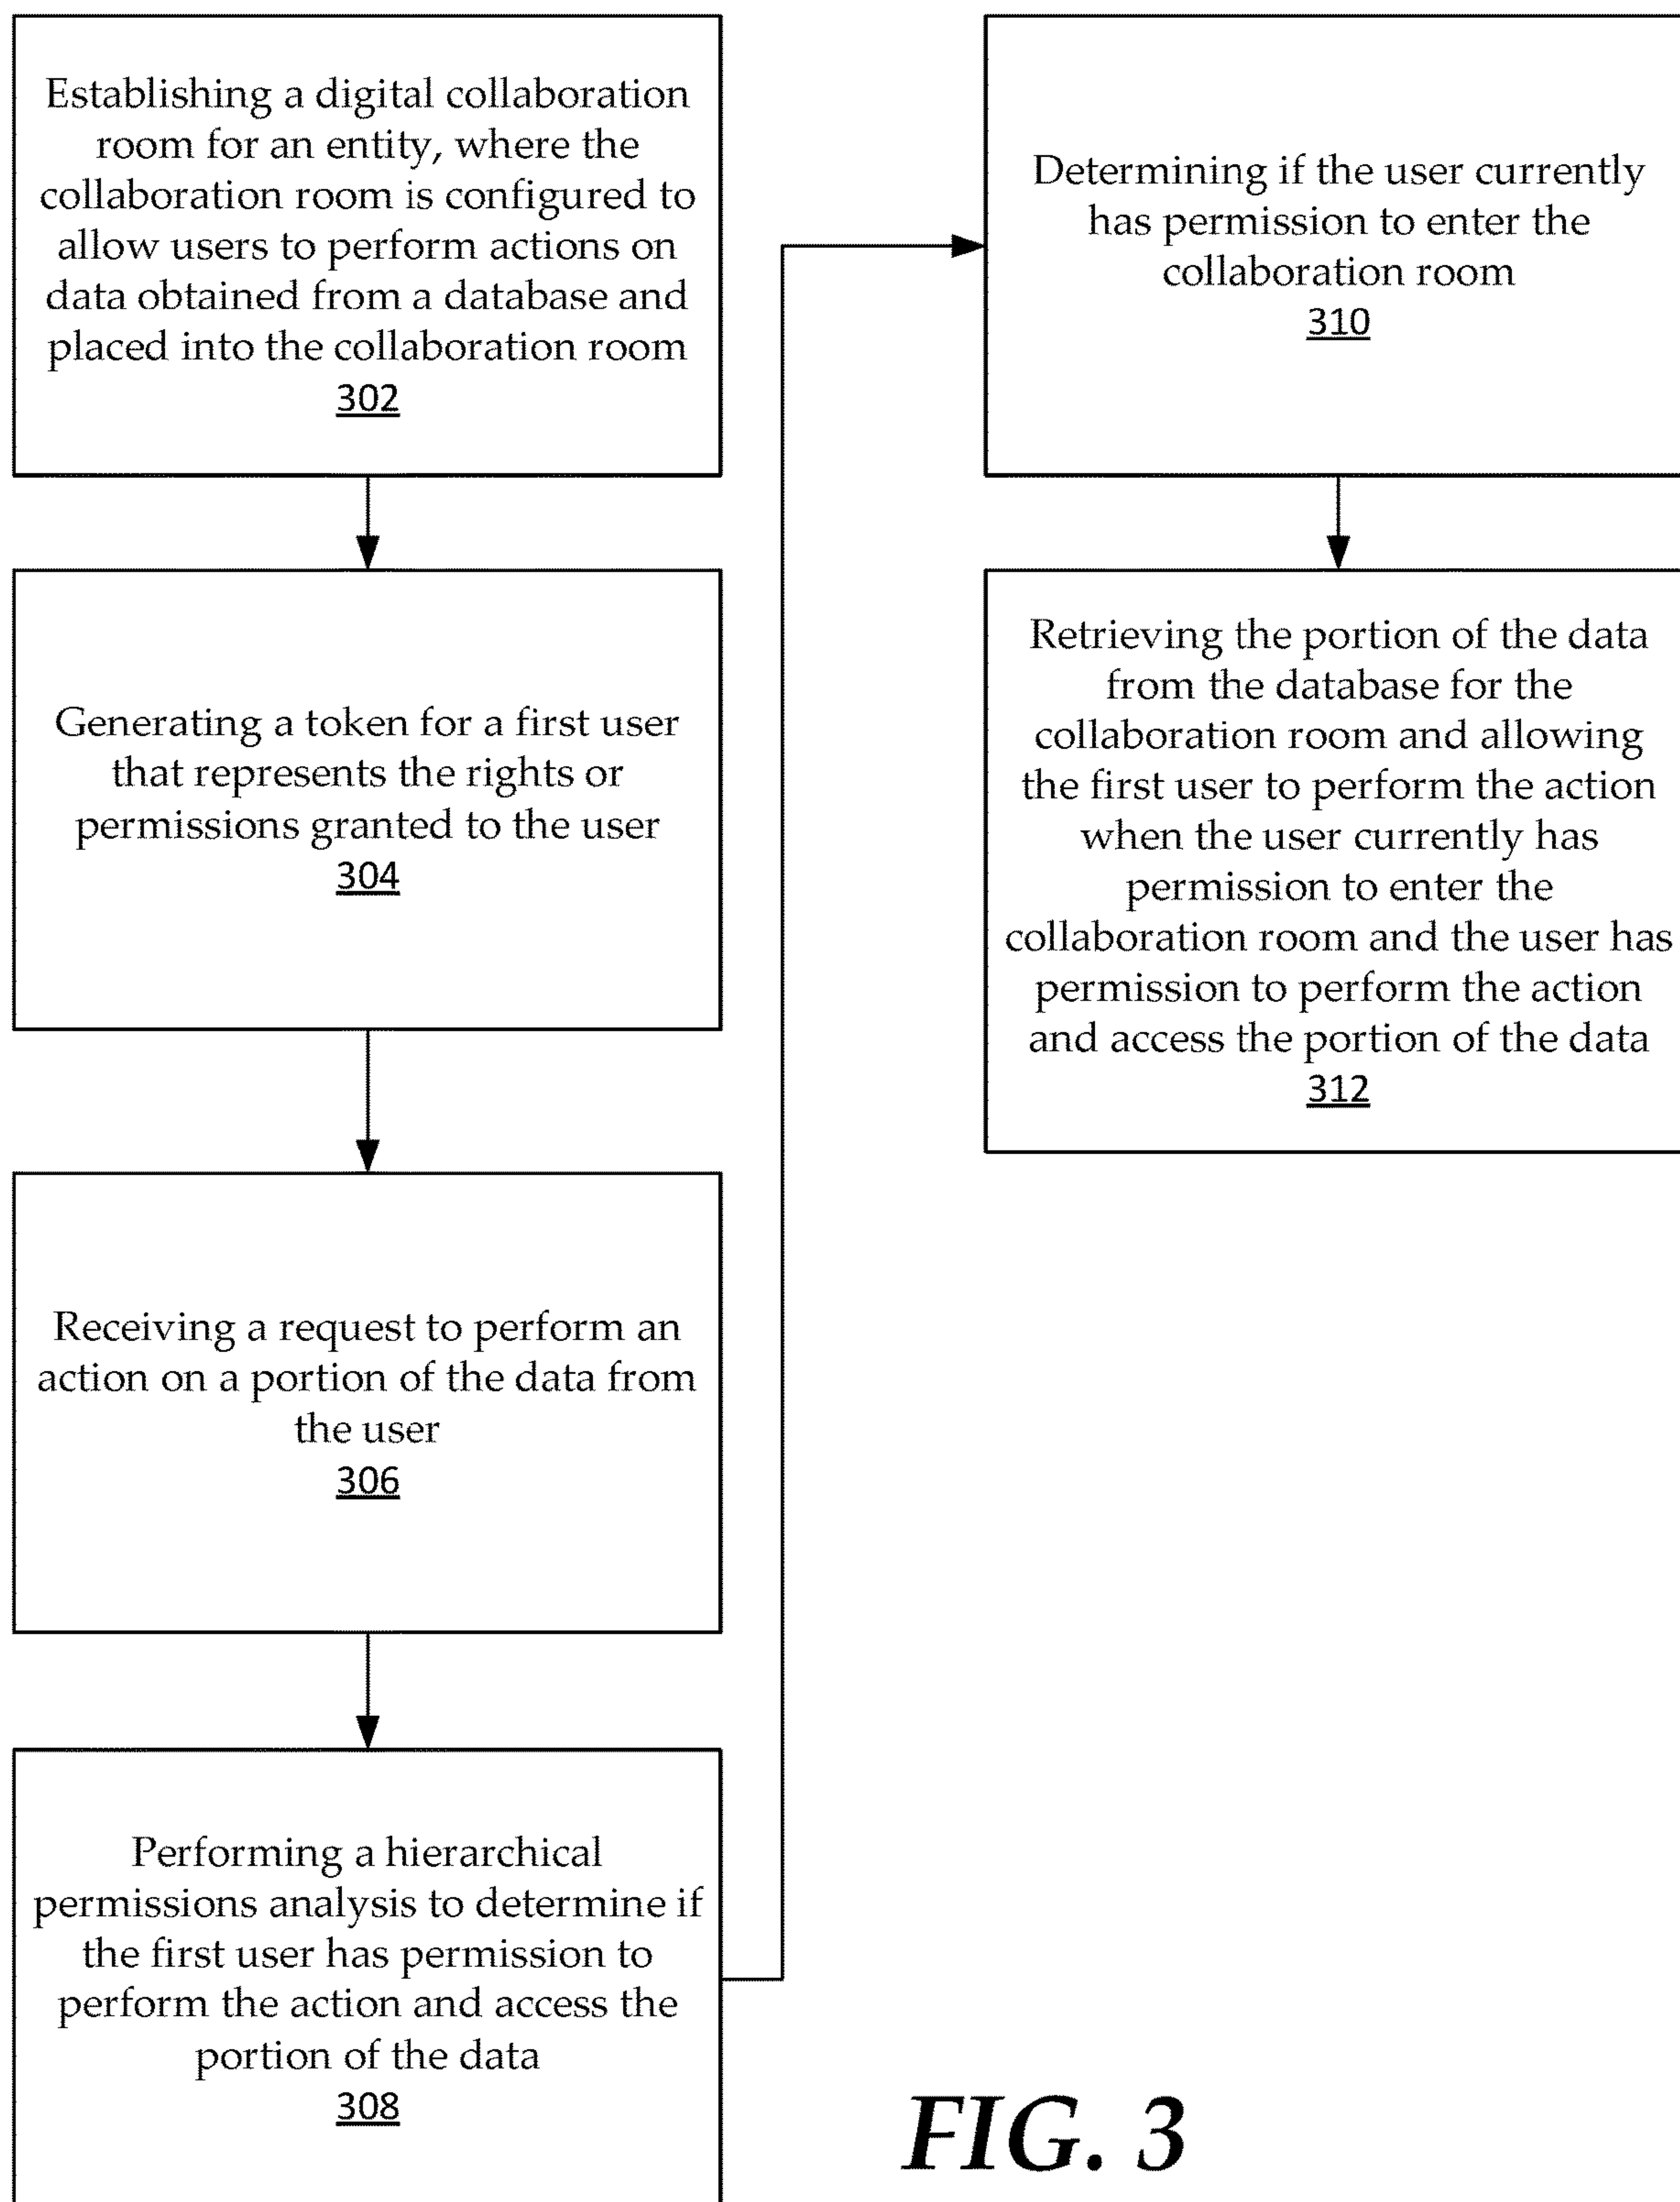 Establishing a digital collaboration
room for an entity, where the
collaboration room is configured to
allow users to perform actions on
data obtained from a database and
placed into the collaboration room
302
Generating a token for a first user
that represents the rights or
permissions granted to the user
304
Receiving a request to perform an
action on a portion of the data from
the user
306
Performing a hierarchical
permissions analysis to determine if
the first user has permission to
perform the action and access the
portion of the data
308
Determining if the user currently
has permission to enter the
collaboration room
310
Retrieving the portion of the data
from the database for the
collaboration room and allowing
the first user to perform the action
when the user currently has
permission to enter the
collaboration room and the user has
permission to perform the action
and access the portion of the data
312
FIG. 3